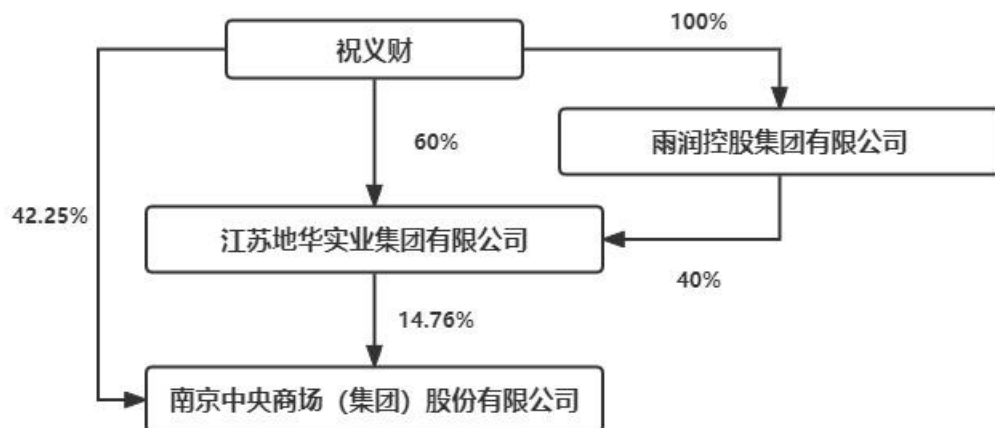 祝义财
100%
雨润控股集团有限公司
60%
42.25%
江苏地华实业集团有限公司
40%
14.76%
南京中央商场（集团）股份有限公司